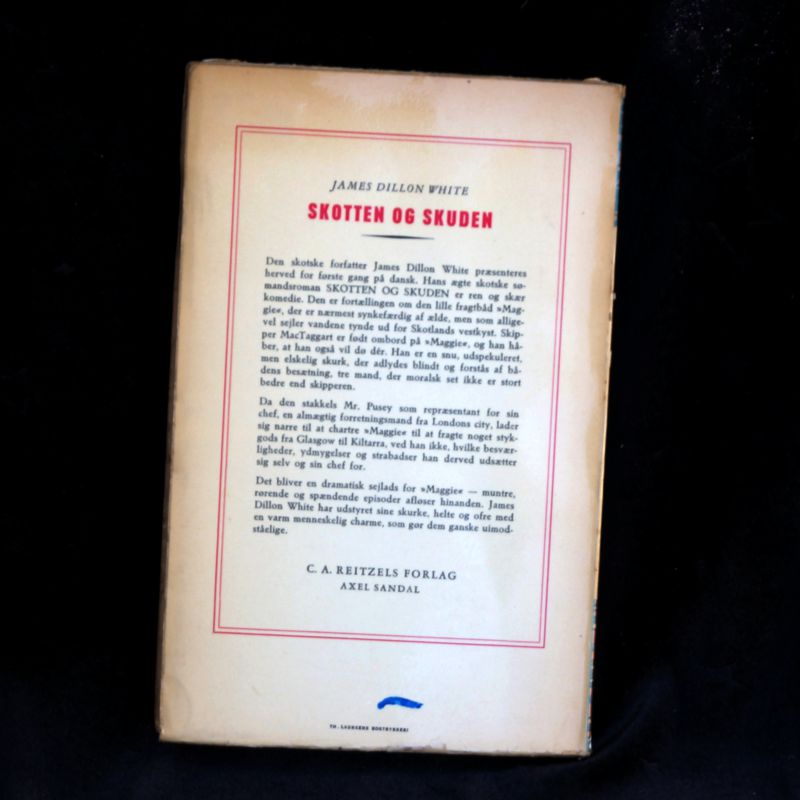 JAMES DILLON WHITE
SKOTTEN OG SKUDEN
Den skotske forfatter James Dillon White præsenteres
herved for første gang på dansk. Hans ægte skotske sø-
mandsroman SKOTTEN OG SKUDEN er ren og skær
komedie. Den er fortællingen om den lille fragtbåd »Mag-
gie«, der er nærmest synkefærdig af ælde, men som allige-
vel sejler vandene tynde ud for Skotlands vestkyst. Skip-
per MacTaggart er født ombord på »Maggie«, og han hå-
ber, at han også vil dø dér. Han er en snu, udspekuleret,
men elskelig skurk, der adlydes blindt og forstås af bå-
dens besætning, tre mand, der moralsk set ikke er stort
bedre end skipperen.
Da den stakkels Mr. Pusey som repræsentant for sin
chef, en almægtig forretningsmand fra Londons city, lader
sig narre til at chartre »Maggie« til at fragte noget styk-
gods fra Glasgow til Kiltarra, ved han ikke, hvilke besvær-
ligheder, ydmygelser og strabadser han derved udsætter
sig selv og sin chef for.
Det bliver en dramatisk sejlads for »Maggie« — muntre,
rørende og spændende episoder afløser hinanden. James
Dillon White har udstyret sine skurke, helte og ofre med
en varm menneskelig charme, som gør dem ganske uimod-
ståelige.
C. A. REITZELS FORLAG
AXEL SANDAL
TH. LAURSENS BOGTRYKKERI